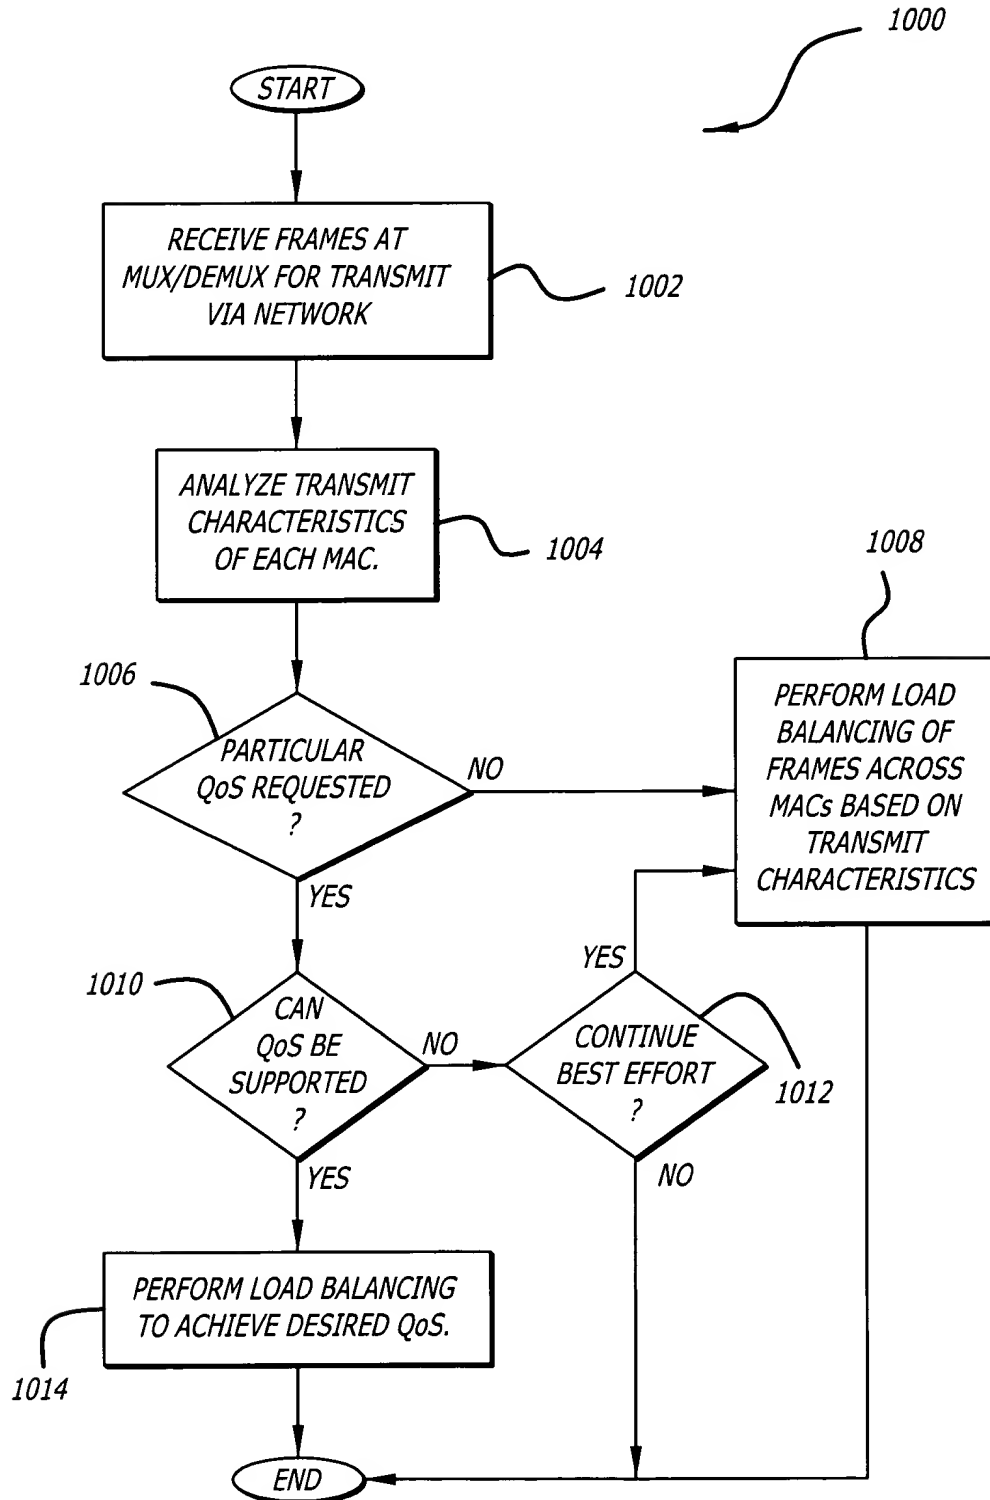 1000
START
RECEIVE FRAMES AT
MUX/DEMUX FOR TRANSMIT
VIA NETWORK
1002
ANALYZE TRANSMIT
CHARACTERISTICS
OF EACH MAC.
1004
1008
1006
PARTICULAR
QoS REQUESTED
?
NO
YES
PERFORM LOAD
BALANCING OF
FRAMES ACROSS
MACs BASED ON
TRANSMIT
CHARACTERISTICS
1010
CAN
QoS BE
SUPPORTED
?
NO
YES
YES
CONTINUE
BEST EFFORT
?
1012
NO
PERFORM LOAD BALANCING
TO ACHIEVE DESIRED QoS.
1014
END